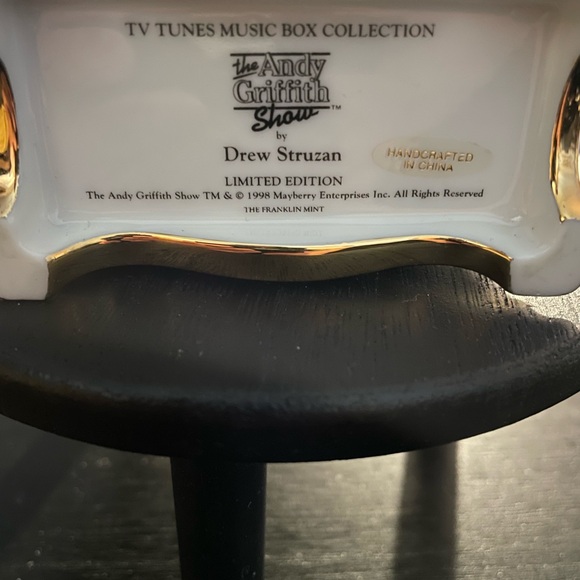 TV TUNES MUSIC BOX COLLECTION
the Andy
Griffith
Show ™
by
Drew Struzan
HANDCRAFTED
IN CHINA
LIMITED EDITION
The Andy Griffith Show TM & © 1998 Mayberry Enterprises Inc. All Rights Reserved
THE FRANKLIN MINT